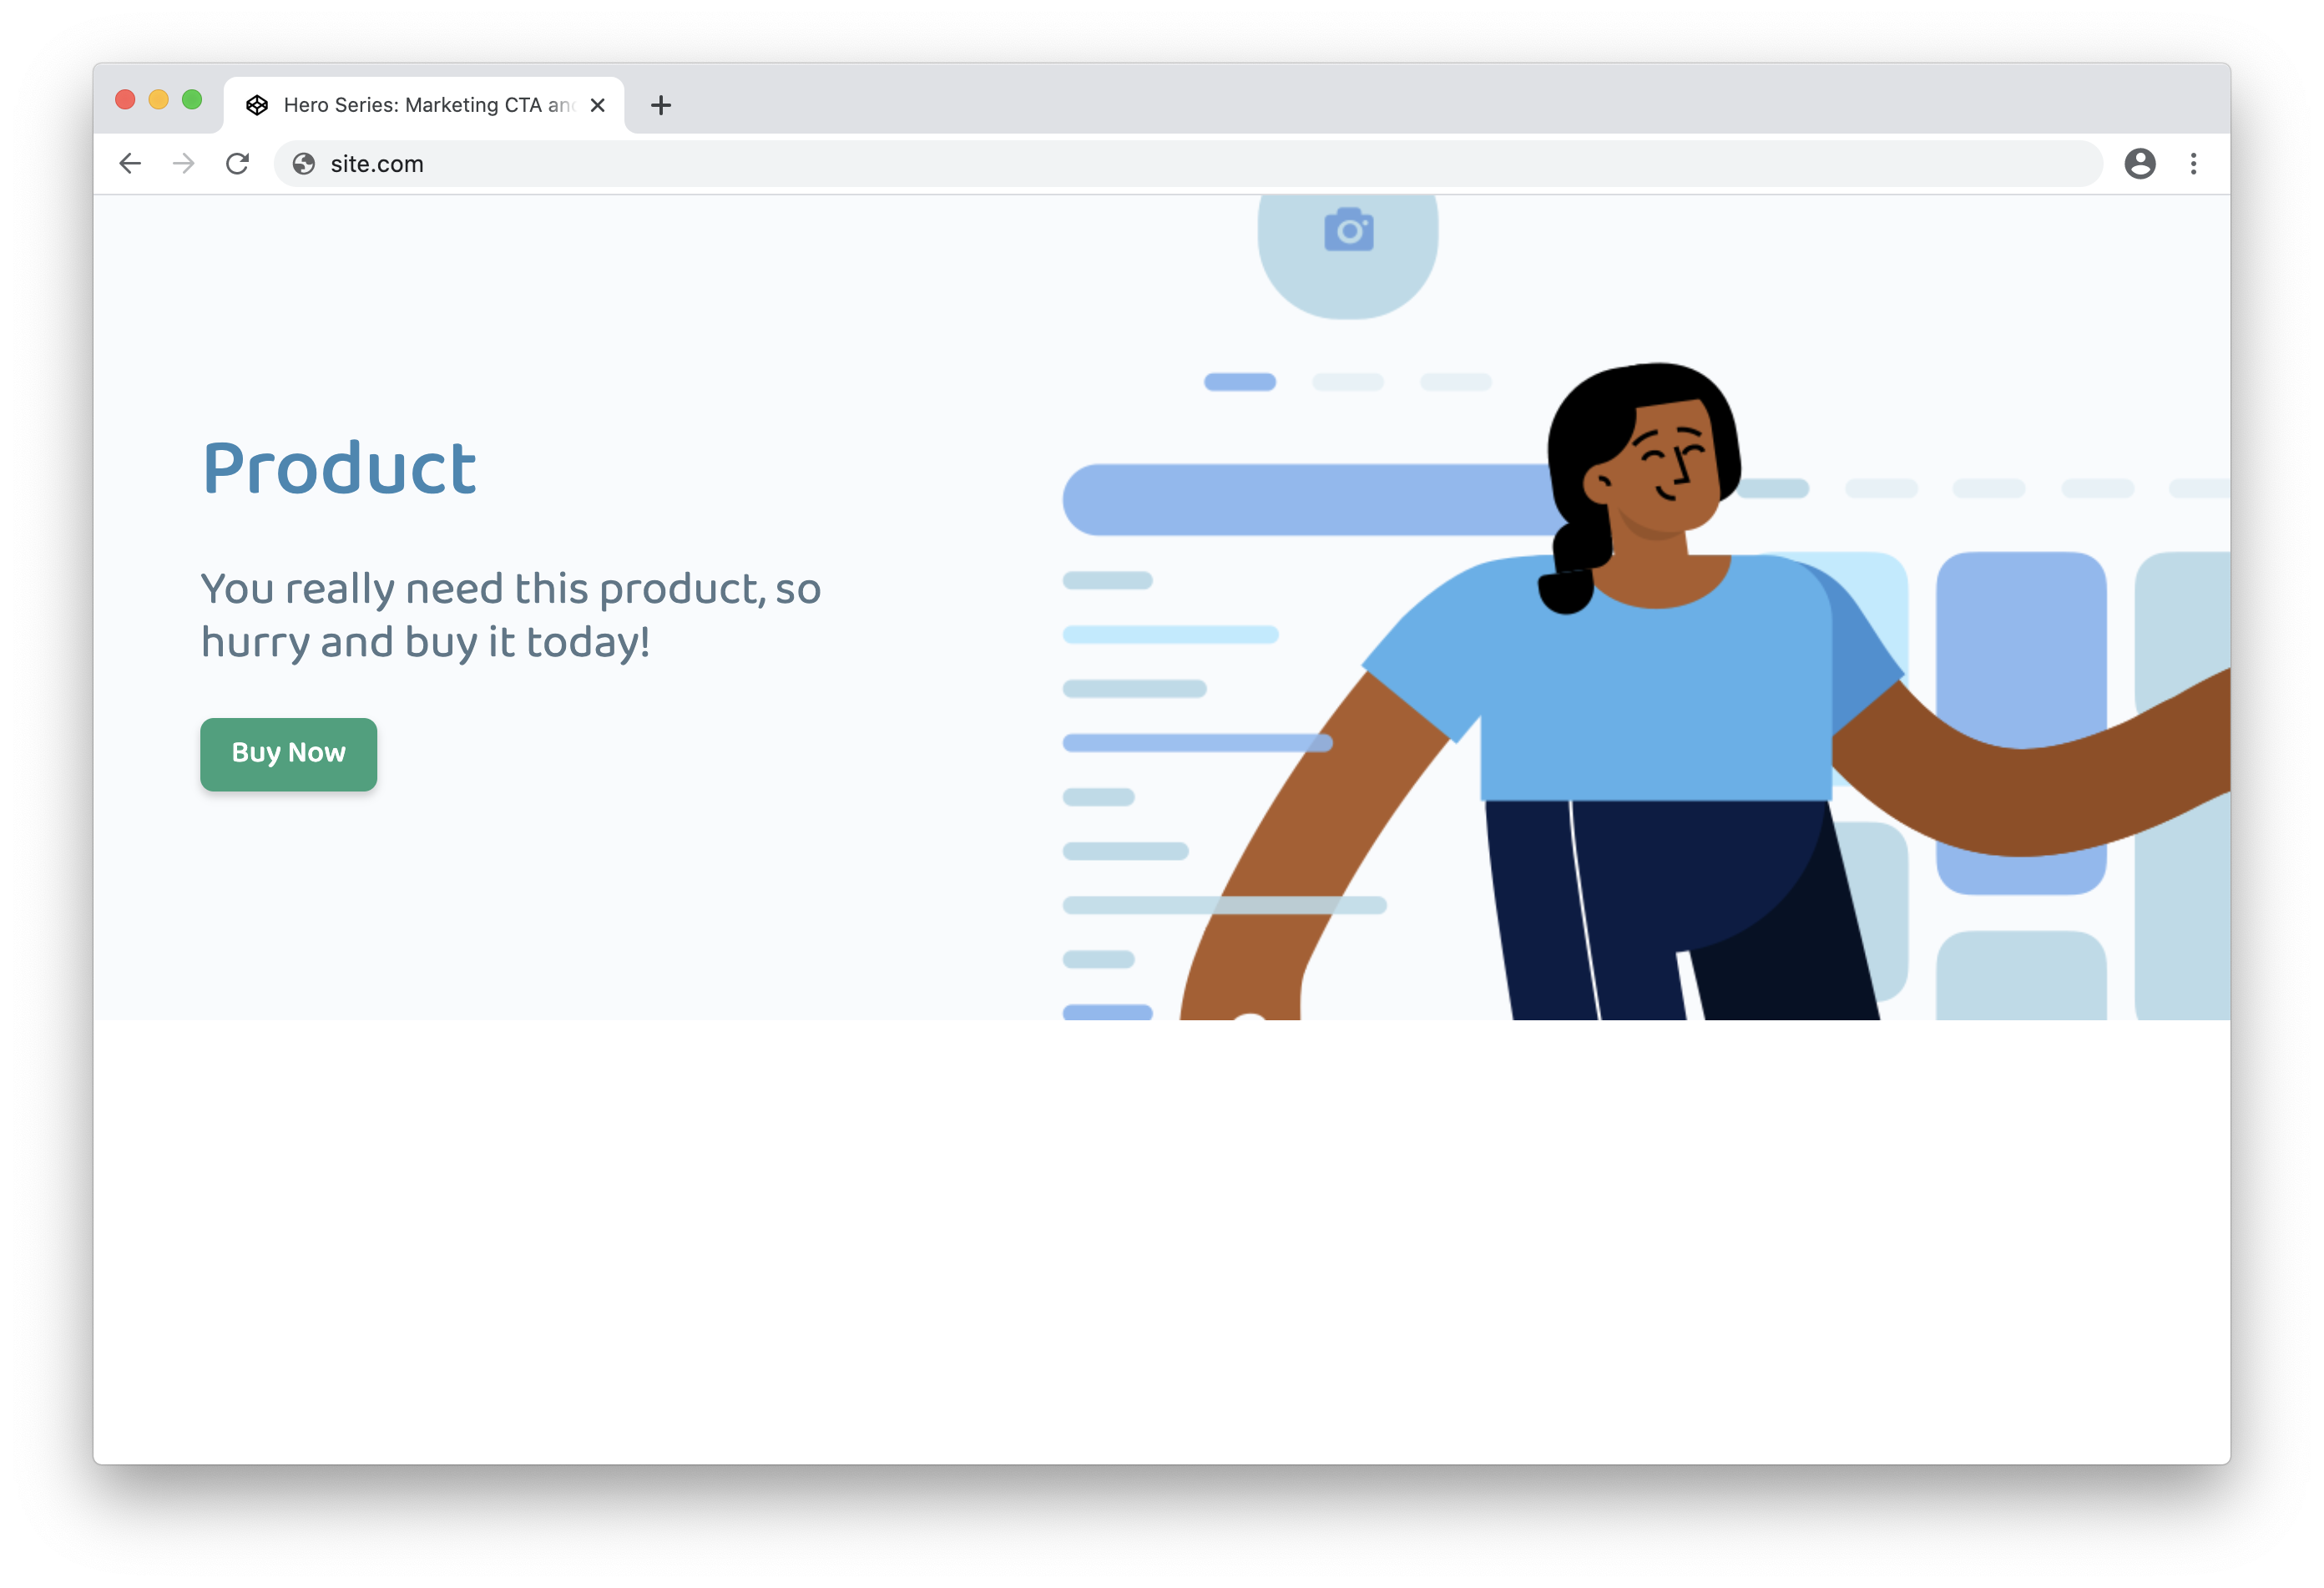 Hero Series: Marketing CTA
site.com
Product
You really need this product, so
hurry and buy it today!
Buy Now